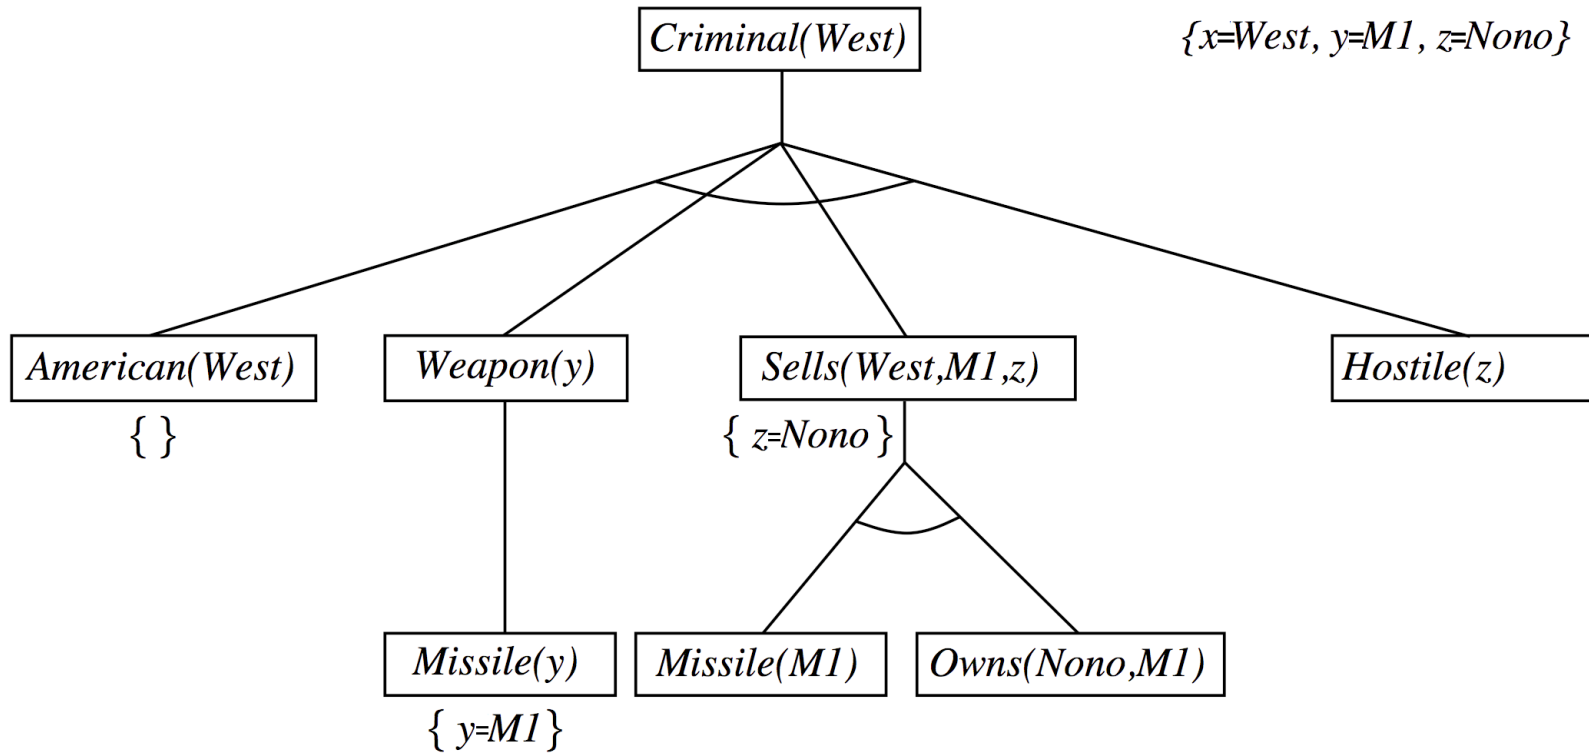 Criminal(West)
{x=West, y=M1, z=Nono}
American(West)
Weapon(y)
Sells(West,M1,z)
Hostile(z)
{ }
{ z=Nono }
Missile(y)
Missile(M1)
Owns(Nono,M1)
{ y=M1}